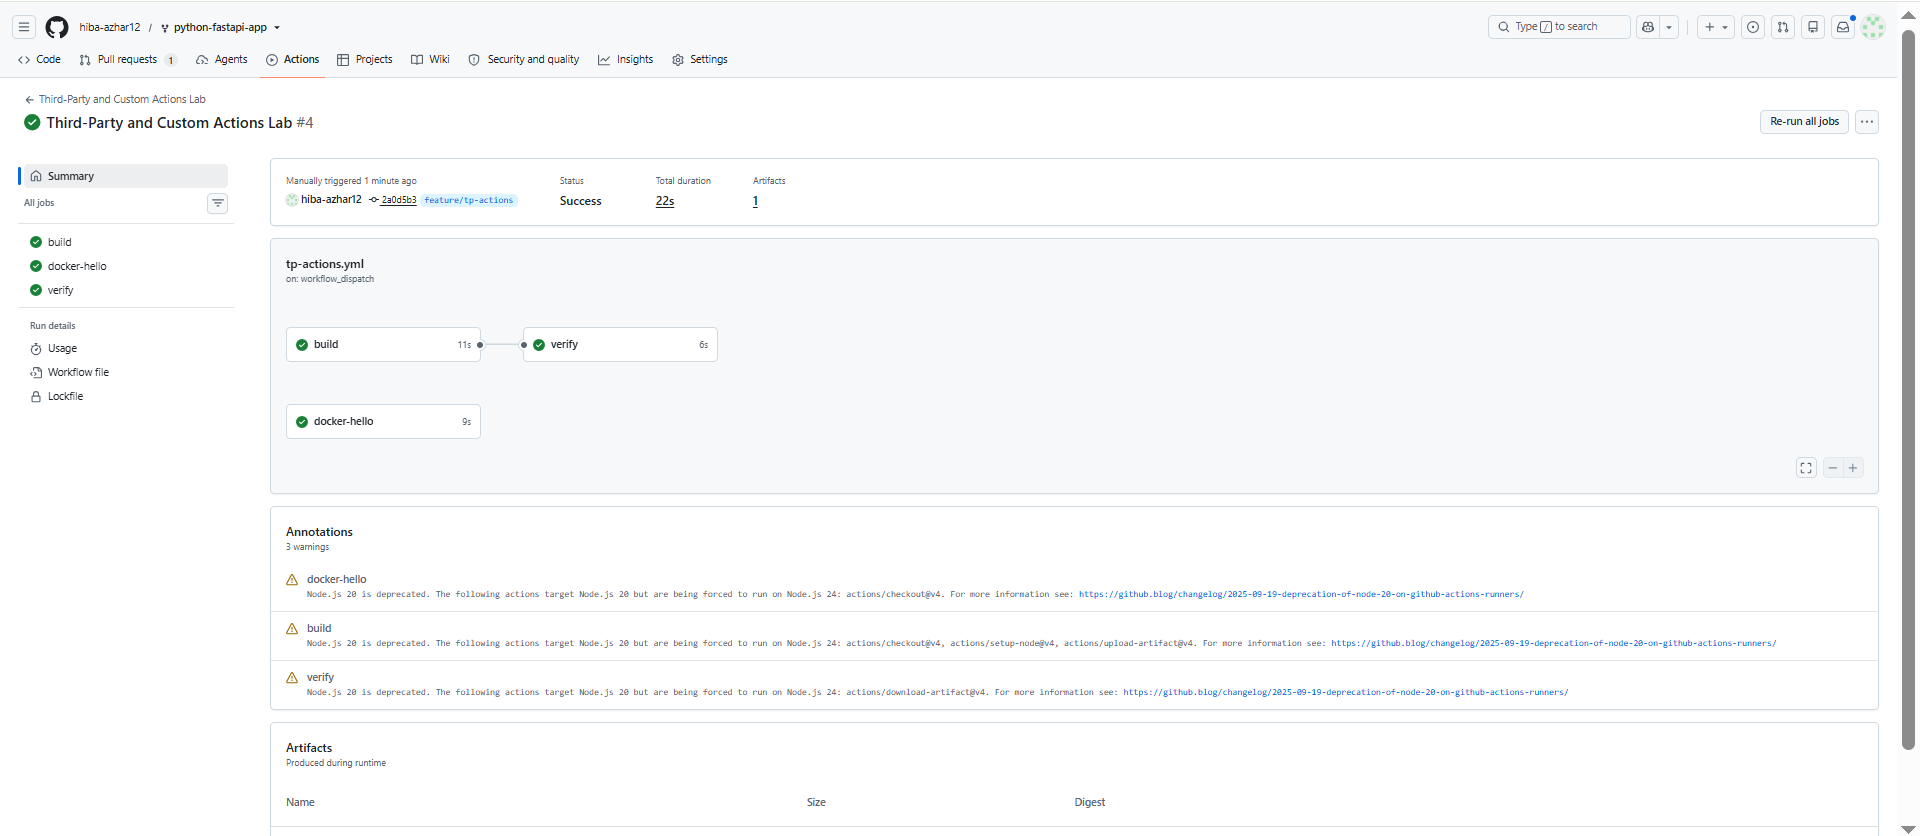 hiba-azhar12 / python-fastapi-app
Type / to search
Code
Pull requests 1
Agents
Actions
Projects
Wiki
Security and quality
Insights
Settings
← Third-Party and Custom Actions Lab
Third-Party and Custom Actions Lab #4
Re-run all jobs
Summary
All jobs
build
docker-hello
verify
Run details
Usage
Workflow file
Lockfile
Manually triggered 1 minute ago
hiba-azhar12 2a0d5b3 feature/tp-actions
Status
Success
Total duration
22s
Artifacts
1
tp-actions.yml
on: workflow_dispatch
build 11s
verify 6s
docker-hello 9s
Annotations
3 warnings
docker-hello
Node.js 20 is deprecated. The following actions target Node.js 20 but are being forced to run on Node.js 24: actions/checkout@v4. For more information see: https://github.blog/changelog/2025-09-19-deprecation-of-node-20-on-github-actions-runners/
build
Node.js 20 is deprecated. The following actions target Node.js 20 but are being forced to run on Node.js 24: actions/checkout@v4, actions/setup-node@v4, actions/upload-artifact@v4. For more information see: https://github.blog/changelog/2025-09-19-deprecation-of-node-20-on-github-actions-runners/
verify
Node.js 20 is deprecated. The following actions target Node.js 20 but are being forced to run on Node.js 24: actions/download-artifact@v4. For more information see: https://github.blog/changelog/2025-09-19-deprecation-of-node-20-on-github-actions-runners/
Artifacts
Produced during runtime
Name Size Digest